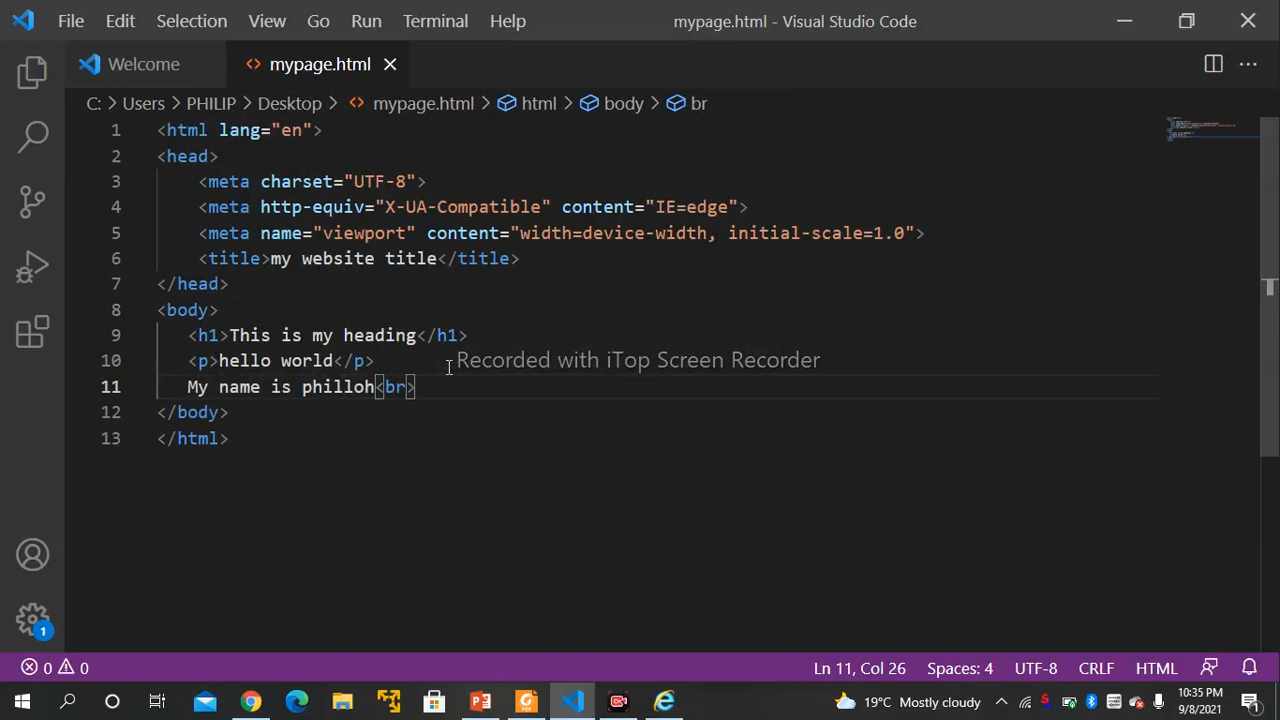 File Edit Selection View Go Run Terminal Help mypage.html - Visual Studio Code
Welcome mypage.html
C: > Users > PHILIP > Desktop > mypage.html > html > body > br
1 <html lang="en">
2 <head>
3 <meta charset="UTF-8">
4 <meta http-equiv="X-UA-Compatible" content="IE=edge">
5 <meta name="viewport" content="width=device-width, initial-scale=1.0">
6 <title>my website title</title>
7 </head>
8 <body>
9 <h1>This is my heading</h1>
10 <p>hello world</p>
Recorded with iTop Screen Recorder
11 My name is philloh<br>
12 </body>
13 </html>
1
0 0 Ln 11, Col 26 Spaces: 4 UTF-8 CRLF HTML
19°C Mostly cloudy 10:35 PM
9/8/2021